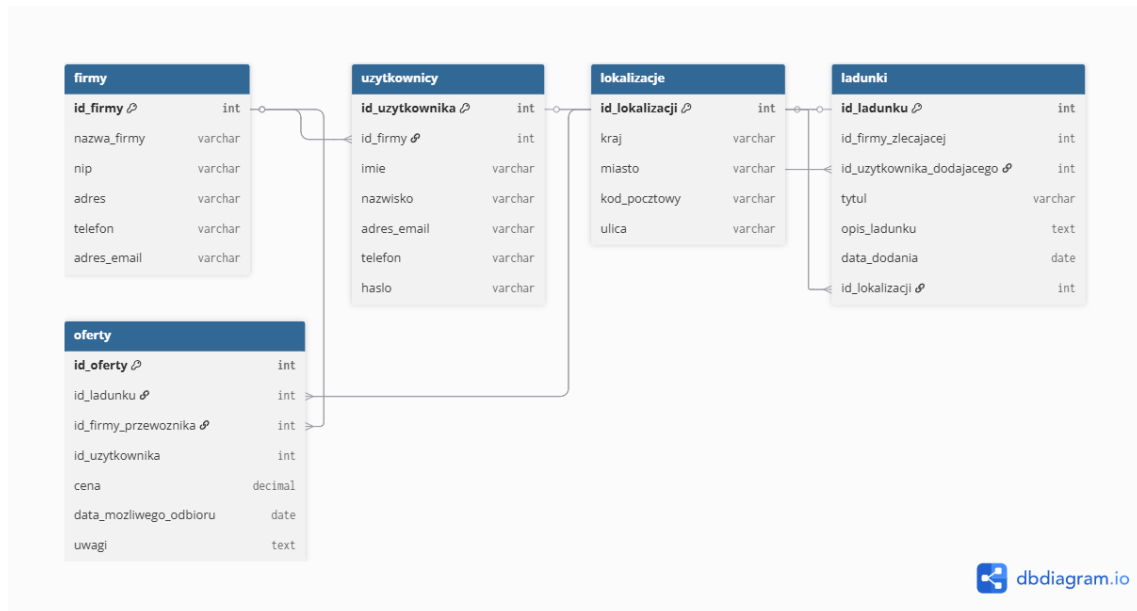 firmy
id_firmy int
nazwa_firmy varchar
nip varchar
adres varchar
telefon varchar
adres_email varchar
uzytkownicy
id_uzytkownika int
id_firmy int
imie varchar
nazwisko varchar
adres_email varchar
telefon varchar
haslo varchar
lokalizacje
id_lokalizacji int
kraj varchar
miasto varchar
kod_pocztowy varchar
ulica varchar
ladunki
id_ladunku int
id_firmy_zlecajacej int
id_uzytkownika_dodajacego int
tytul varchar
opis_ladunku text
data_dodania date
id_lokalizacji int
oferty
id_oferty int
id_ladunku int
id_firmy_przewoznika int
id_uzytkownika int
cena decimal
data_mozliwego_odbioru date
uwagi text
dbdiagram.io